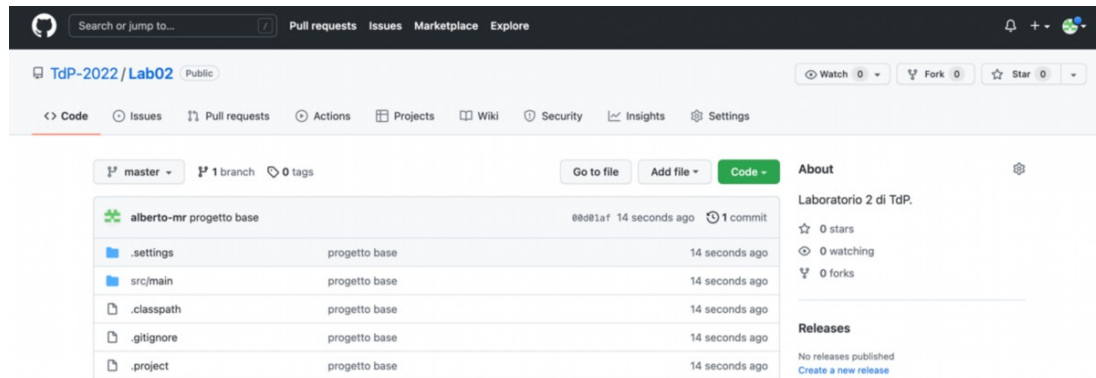 Search or jump to... / Pull requests Issues Marketplace Explore
TdP-2022 / Lab02 Public
Watch 0 Fork 0 Star 0
<> Code Issues Pull requests Actions Projects Wiki Security Insights Settings
master 1 branch 0 tags Go to file Add file Code
About
Laboratorio 2 di TdP.
0 stars
0 watching
0 forks
Releases
No releases published
Create a new release
alberto-mr progetto base 00d01af 14 seconds ago 1 commit
.settings progetto base 14 seconds ago
src/main progetto base 14 seconds ago
.classpath progetto base 14 seconds ago
.gitignore progetto base 14 seconds ago
.project progetto base 14 seconds ago